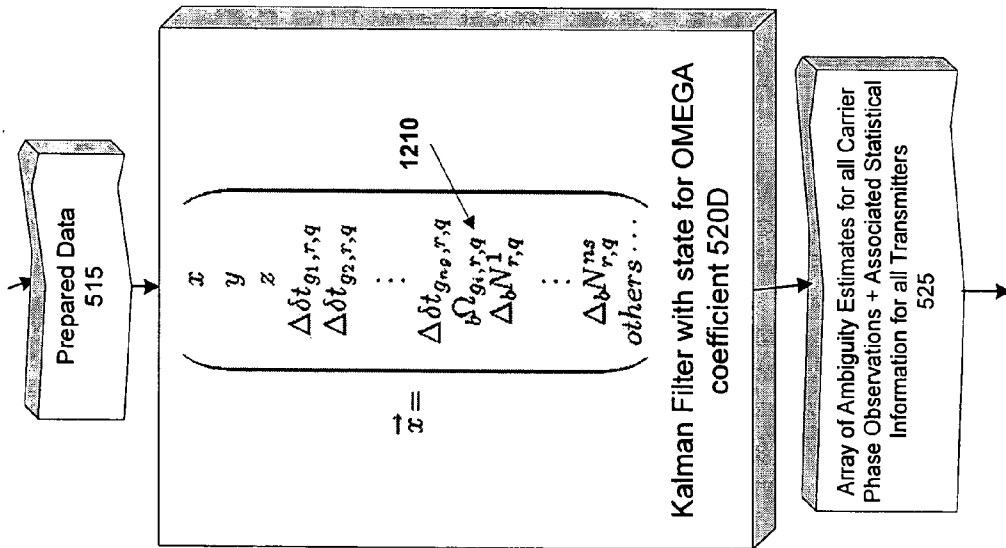 Prepared Data
515
x⃗ =
x
y
z
Δδt_{g_1,r,q}
Δδt_{g_2,r,q}
⋮
Δδt_{g_{n_g},r,q}
_bΩ_{g_i,r,q}
1210
Δ_bN^1_{r,q}
⋮
Δ_bN^{ns}_{r,q}
others...
Kalman Filter with state for OMEGA
coefficient 520D
Array of Ambiguity Estimates for all Carrier
Phase Observations + Associated Statistical
Information for all Transmitters
525